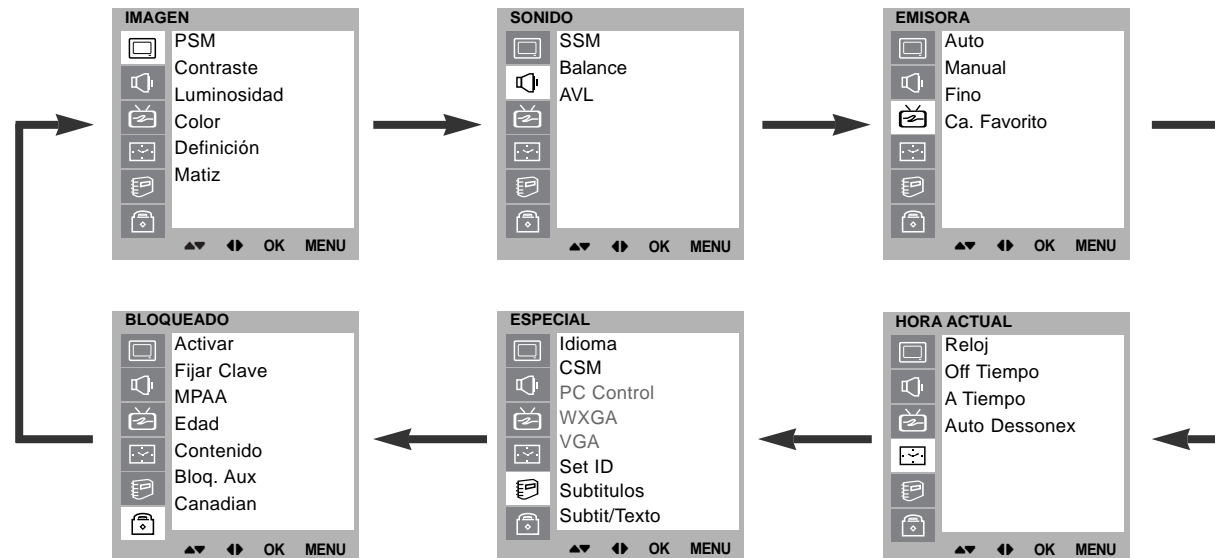 IMAGEN
PSM
Contraste
Luminosidad
Color
Definición
Matiz
OK MENU
SONIDO
SSM
Balance
AVL
OK MENU
EMISORA
Auto
Manual
Fino
Ca. Favorito
OK MENU
BLOQUEADO
Activar
Fijar Clave
MPAA
Edad
Contenido
Bloq. Aux
Canadian
OK MENU
ESPECIAL
Idioma
CSM
PC Control
WXGA
VGA
Set ID
Subtitulos
Subtit/Texto
OK MENU
HORA ACTUAL
Reloj
Off Tiempo
A Tiempo
Auto Dessonex
OK MENU